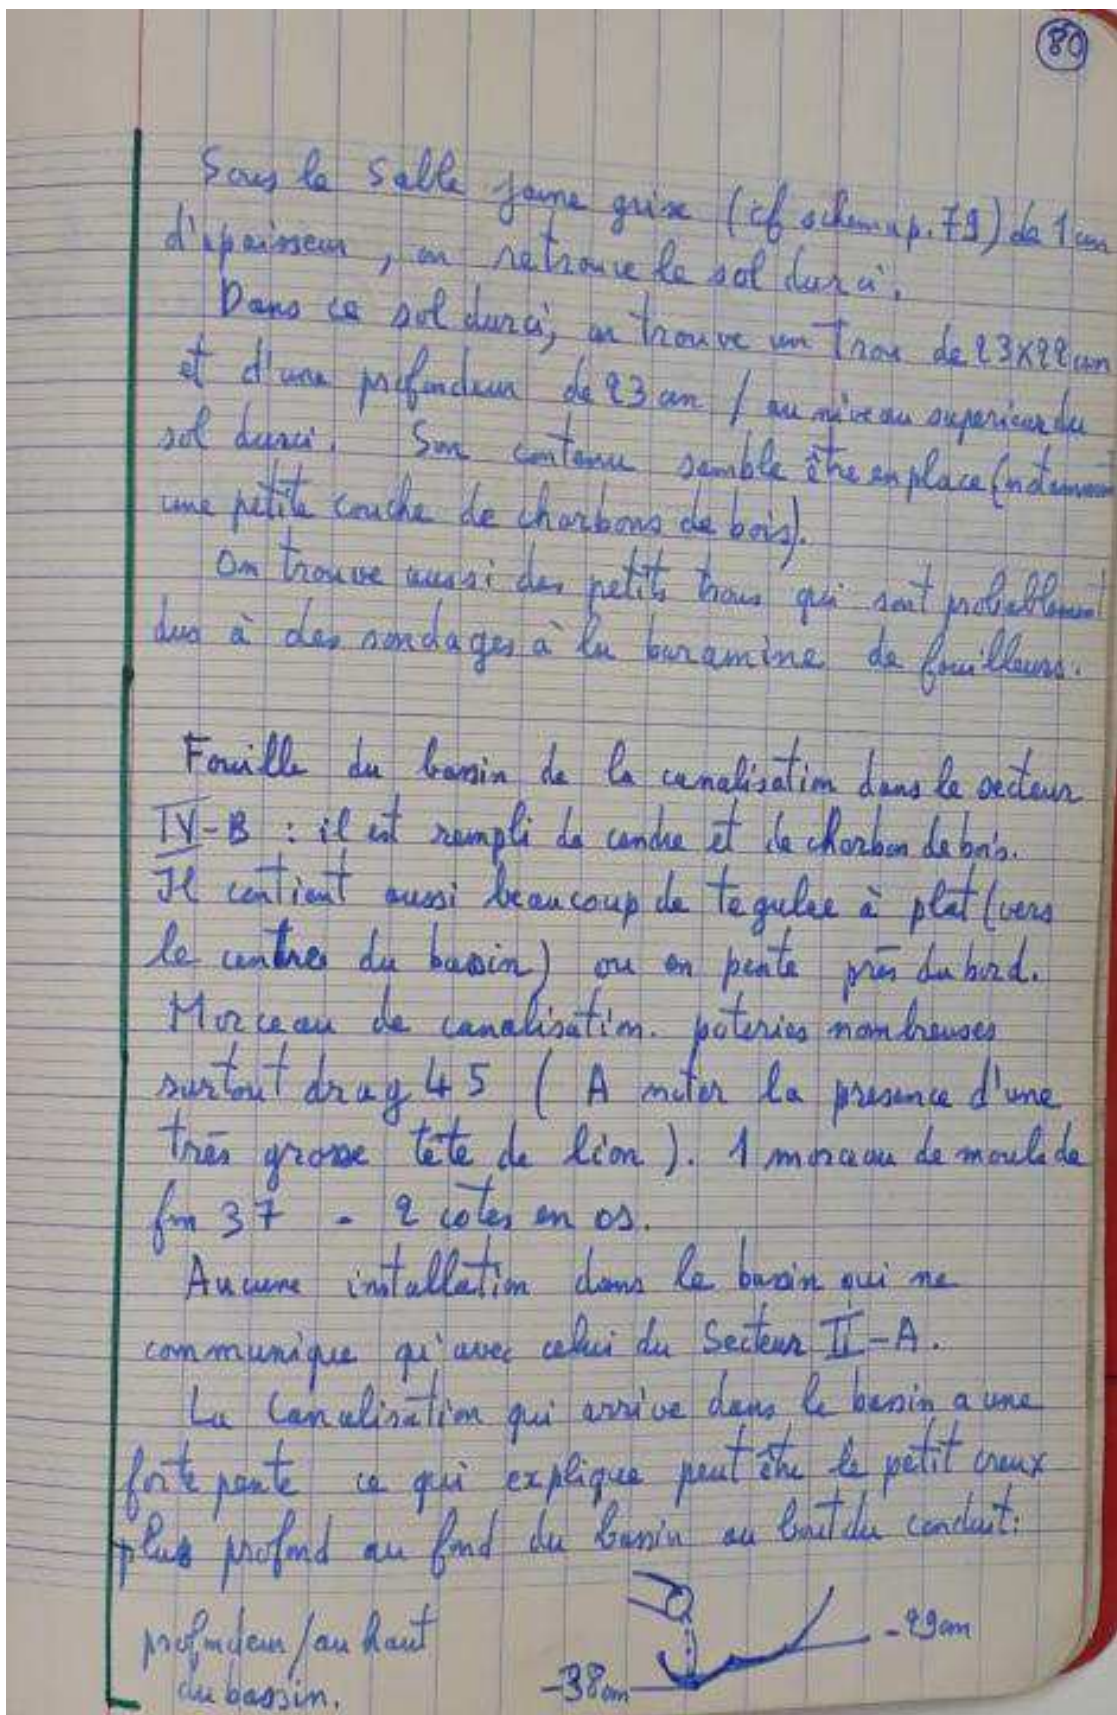 80
Sous le Sable jaune grise (cf schema p. 79) de 1 cm
d'epaisseur, on retrouve le sol durci.
Dans ce sol durci, on trouve un trou de 23x22 cm
et d'une profondeur de 23 cm / au niveau superieur du
sol durci. Son contenu semble être en place (notamment
une petite couche de charbons de bois).
On trouve aussi des petits trous qui sont probablement
dus à des sondages à la baramine de fouilleurs.
Fouille du bassin de la canalisation dans le secteur
IV-B : il est rempli de cendre et de charbon de bois.
Il contient aussi beaucoup de tegulae à plat (vers
le centre du bassin) ou en pente près du bord.
Morceau de canalisation. poteries nombreuses
surtout drag 45 ( A noter la presence d'une
très grosse tête de lion ). 1 morceau de moule de
fm 37 - 2 cotes en os.
Aucune installation dans le bassin qui ne
communique qu'avec celui du Secteur II-A.
La Canalisation qui arrive dans le bassin a une
forte pente ce qui explique peut être le petit creux
plus profond au fond du bassin au bout du conduit:
profondeur / au haut
du bassin.
-38cm
-29cm